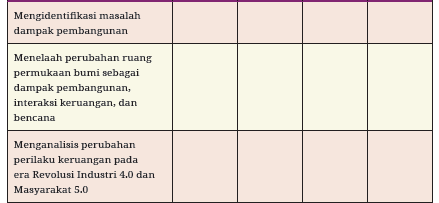 Mengidentifikasi masalah
dampak pembangunan
Menelaah perubahan ruang
permukaan bumi sebagai
dampak pembangunan,
interaksi keruangan, dan
bencana
Menganalisis perubahan
perilaku keruangan pada
era Revolusi Industri 4.0 dan
Masyarakat 5.0